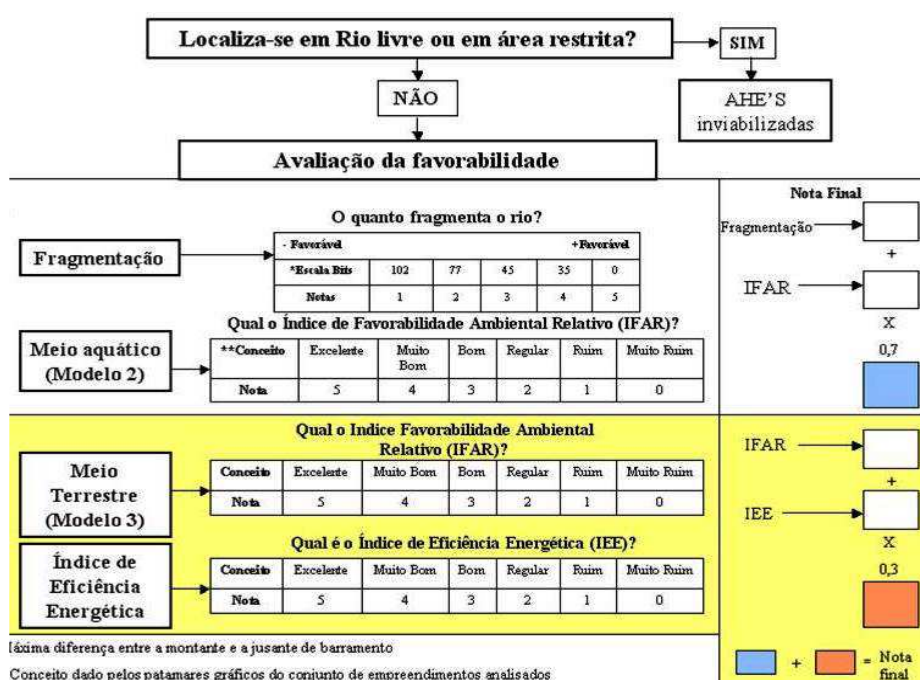 Localiza-se em Rio livre ou em área restrita?
SIM
NÃO
AHE'S
inviabilizadas
Avaliação da favorabilidade
Nota Final
O quanto fragmenta o rio?
Fragmentação
- Favorável +Favorável
*Escala Bits 102 77 45 35 0
Notas 1 2 3 4 5
Fragmentação
+
IFAR
X
0,7
Qual o Índice de Favorabilidade Ambiental Relativo (IFAR)?
Meio aquático
(Modelo 2)
**Conceito Excelente Muito Bom Bom Regular Ruim Muito Ruim
Nota 5 4 3 2 1 0
Qual o Indice Favorabilidade Ambiental
Relativo (IFAR)?
Meio
Terrestre
(Modelo 3)
Conceito Excelente Muito Bom Bom Regular Ruim Muito Ruim
Nota 5 4 3 2 1 0
IFAR
+
IEE
X
0,3
Qual é o Índice de Eficiência Energética (IEE)?
Índice de
Eficiência
Energética
Conceito Excelente Muito Bom Bom Regular Ruim Muito Ruim
Nota 5 4 3 2 1 0
láxima diferença entre a montante e a jusante de barramento
Conceito dado pelos patamares gráficos do conjunto de empreendimentos analisados
+ = Nota
final